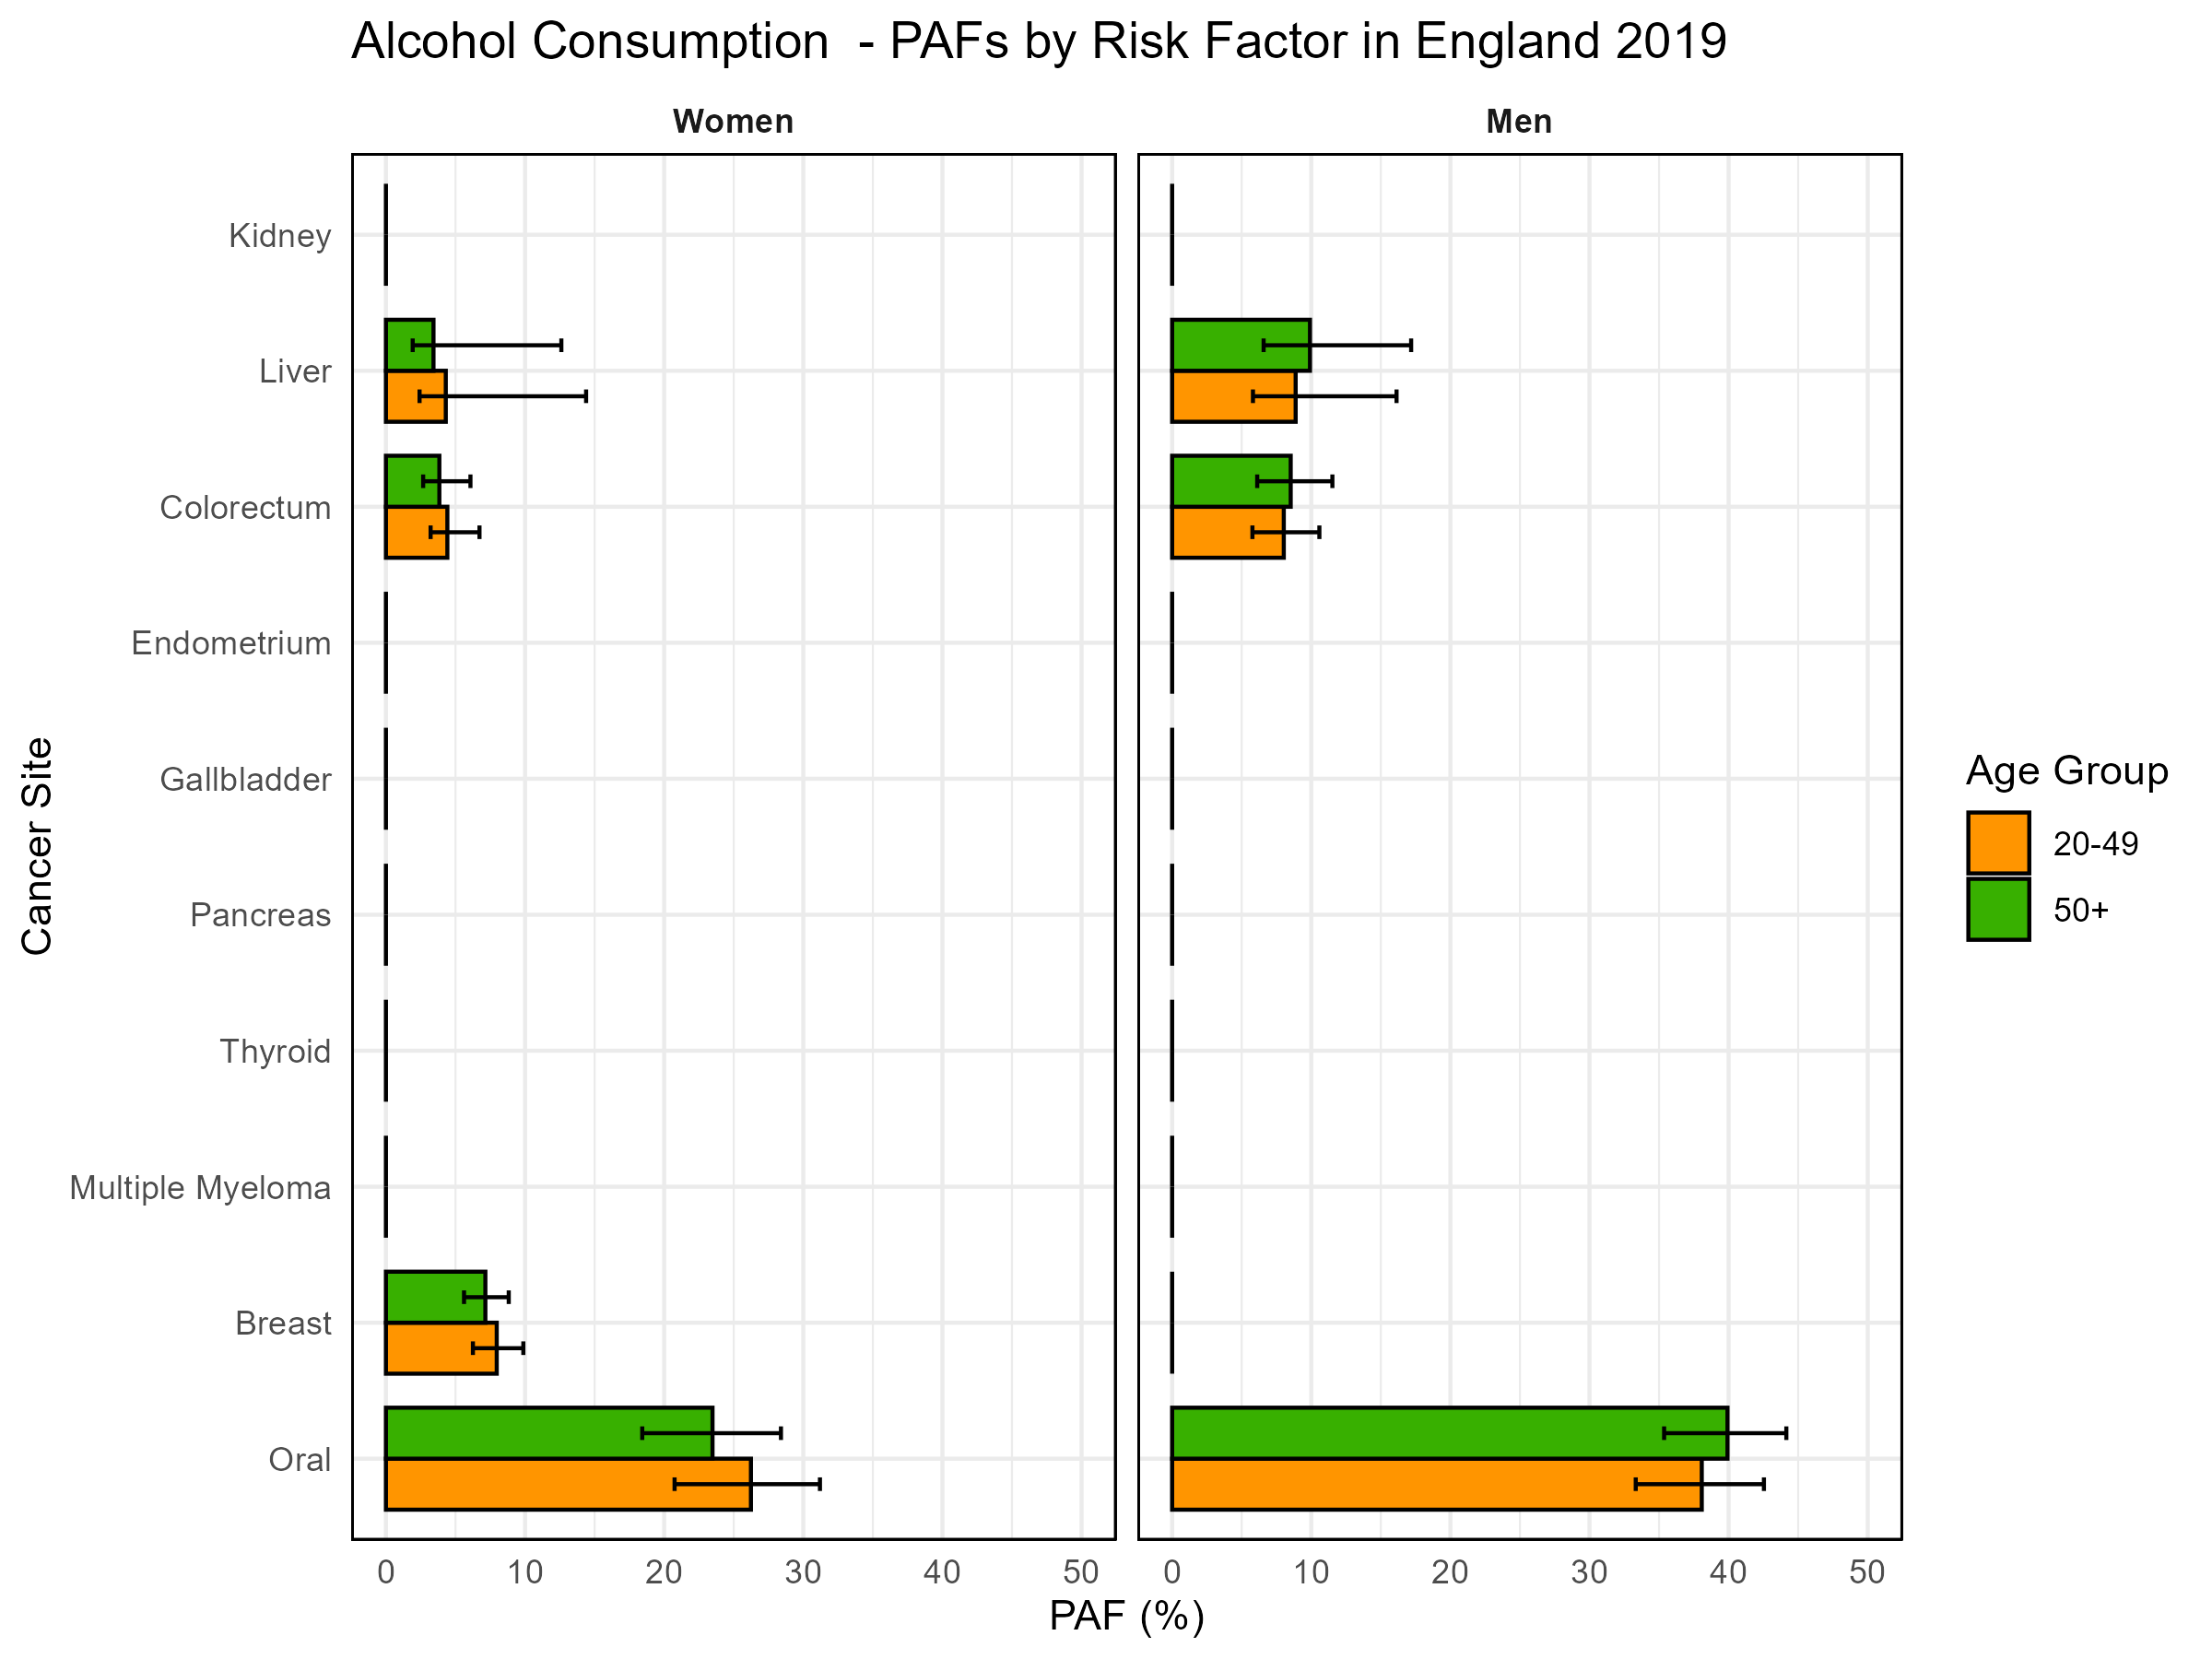 Alcohol Consumption  - PAFs by Risk Factor in England 2019
Women
Men
Cancer Site
Kidney
Liver
Colorectum
Endometrium
Gallbladder
Pancreas
Thyroid
Multiple Myeloma
Breast
Oral
0 10 20 30 40 50
0 10 20 30 40 50
PAF (%)
Age Group
20-49
50+